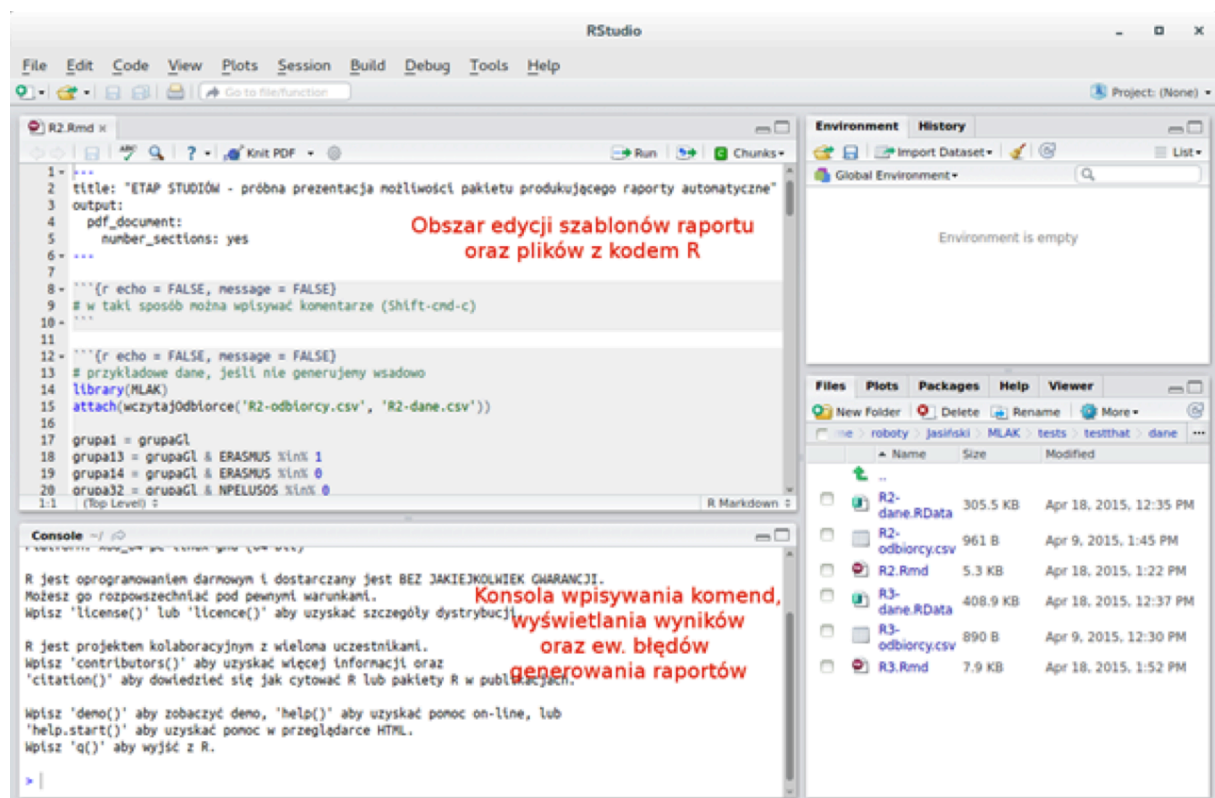 RStudio
File Edit Code View Plots Session Build Debug Tools Help
Go to file/function
Project: (None)
R2.Rmd
ABC
? Knit PDF
Run
Chunks
1 ---
2 title: "ETAP STUDIÓW - próbna prezentacja możliwości pakietu produkującego raporty automatyczne"
3 output:
4 pdf_document:
5 number_sections: yes
6 ---
7
8 ```{r echo = FALSE, message = FALSE}
9 # w taki sposób można wpisywać komentarze (Shift-cmd-c)
10 ```
11
12 ```{r echo = FALSE, message = FALSE}
13 # przykładowe dane, jeśli nie generujemy wsadowo
14 library(MLAK)
15 attach(wczytajOdbiorce('R2-odbiorcy.csv', 'R2-dane.csv'))
16
17 grupa1 = grupaGl
18 grupa13 = grupaGl & ERASMUS %in% 1
19 grupa14 = grupaGl & ERASMUS %in% 0
20 grupa32 = grupaGl & NPELUSOS %in% 0
Obszar edycji szablonów raportu
oraz plików z kodem R
1:1 (Top Level)
R Markdown
Console ~/
R jest oprogramowaniem darmowym i dostarczany jest BEZ JAKIEJKOLWIEK GWARANCJI.
Możesz go rozpowszechniać pod pewnymi warunkami.
Wpisz 'license()' lub 'licence()' aby uzyskać szczegóły dystrybucji.
R jest projektem kolaboracyjnym z wieloma uczestnikami.
Wpisz 'contributors()' aby uzyskać więcej informacji oraz
'citation()' aby dowiedzieć się jak cytować R lub pakiety R w publikacjach.
Wpisz 'demo()' aby zobaczyć demo, 'help()' aby uzyskać pomoc on-line, lub
'help.start()' aby uzyskać pomoc w przeglądarce HTML.
Wpisz 'q()' aby wyjść z R.
>
Konsola wpisywania komend,
wyświetlania wyników
oraz ew. błędów
generowania raportów
Environment History
Import Dataset
List
Global Environment
Environment is empty
Files Plots Packages Help Viewer
New Folder Delete Rename More
me roboty Jasiński MLAK tests testthat dane ...
Name Size Modified
..
R2-dane.RData 305.5 KB Apr 18, 2015, 12:35 PM
R2-odbiorcy.csv 961 B Apr 9, 2015, 1:45 PM
R2.Rmd 5.3 KB Apr 18, 2015, 1:22 PM
R3-dane.RData 408.9 KB Apr 18, 2015, 12:37 PM
R3-odbiorcy.csv 890 B Apr 9, 2015, 12:30 PM
R3.Rmd 7.9 KB Apr 18, 2015, 1:52 PM